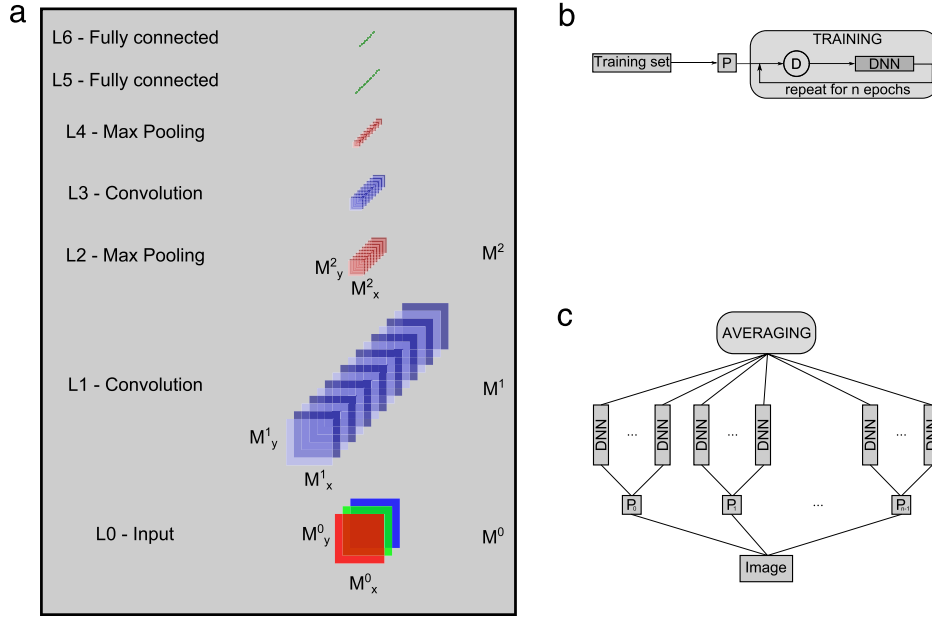 a
L6 - Fully connected
L5 - Fully connected
L4 - Max Pooling
L3 - Convolution
L2 - Max Pooling
M²y
M²x
M²
L1 - Convolution
M¹y
M¹x
M¹
L0 - Input
M⁰y
M⁰x
M⁰
b
TRAINING
Training set
P
D
DNN
repeat for n epochs
c
AVERAGING
DNN ... DNN DNN ... DNN DNN ... DNN
P0 P1 ... Pn-1
Image